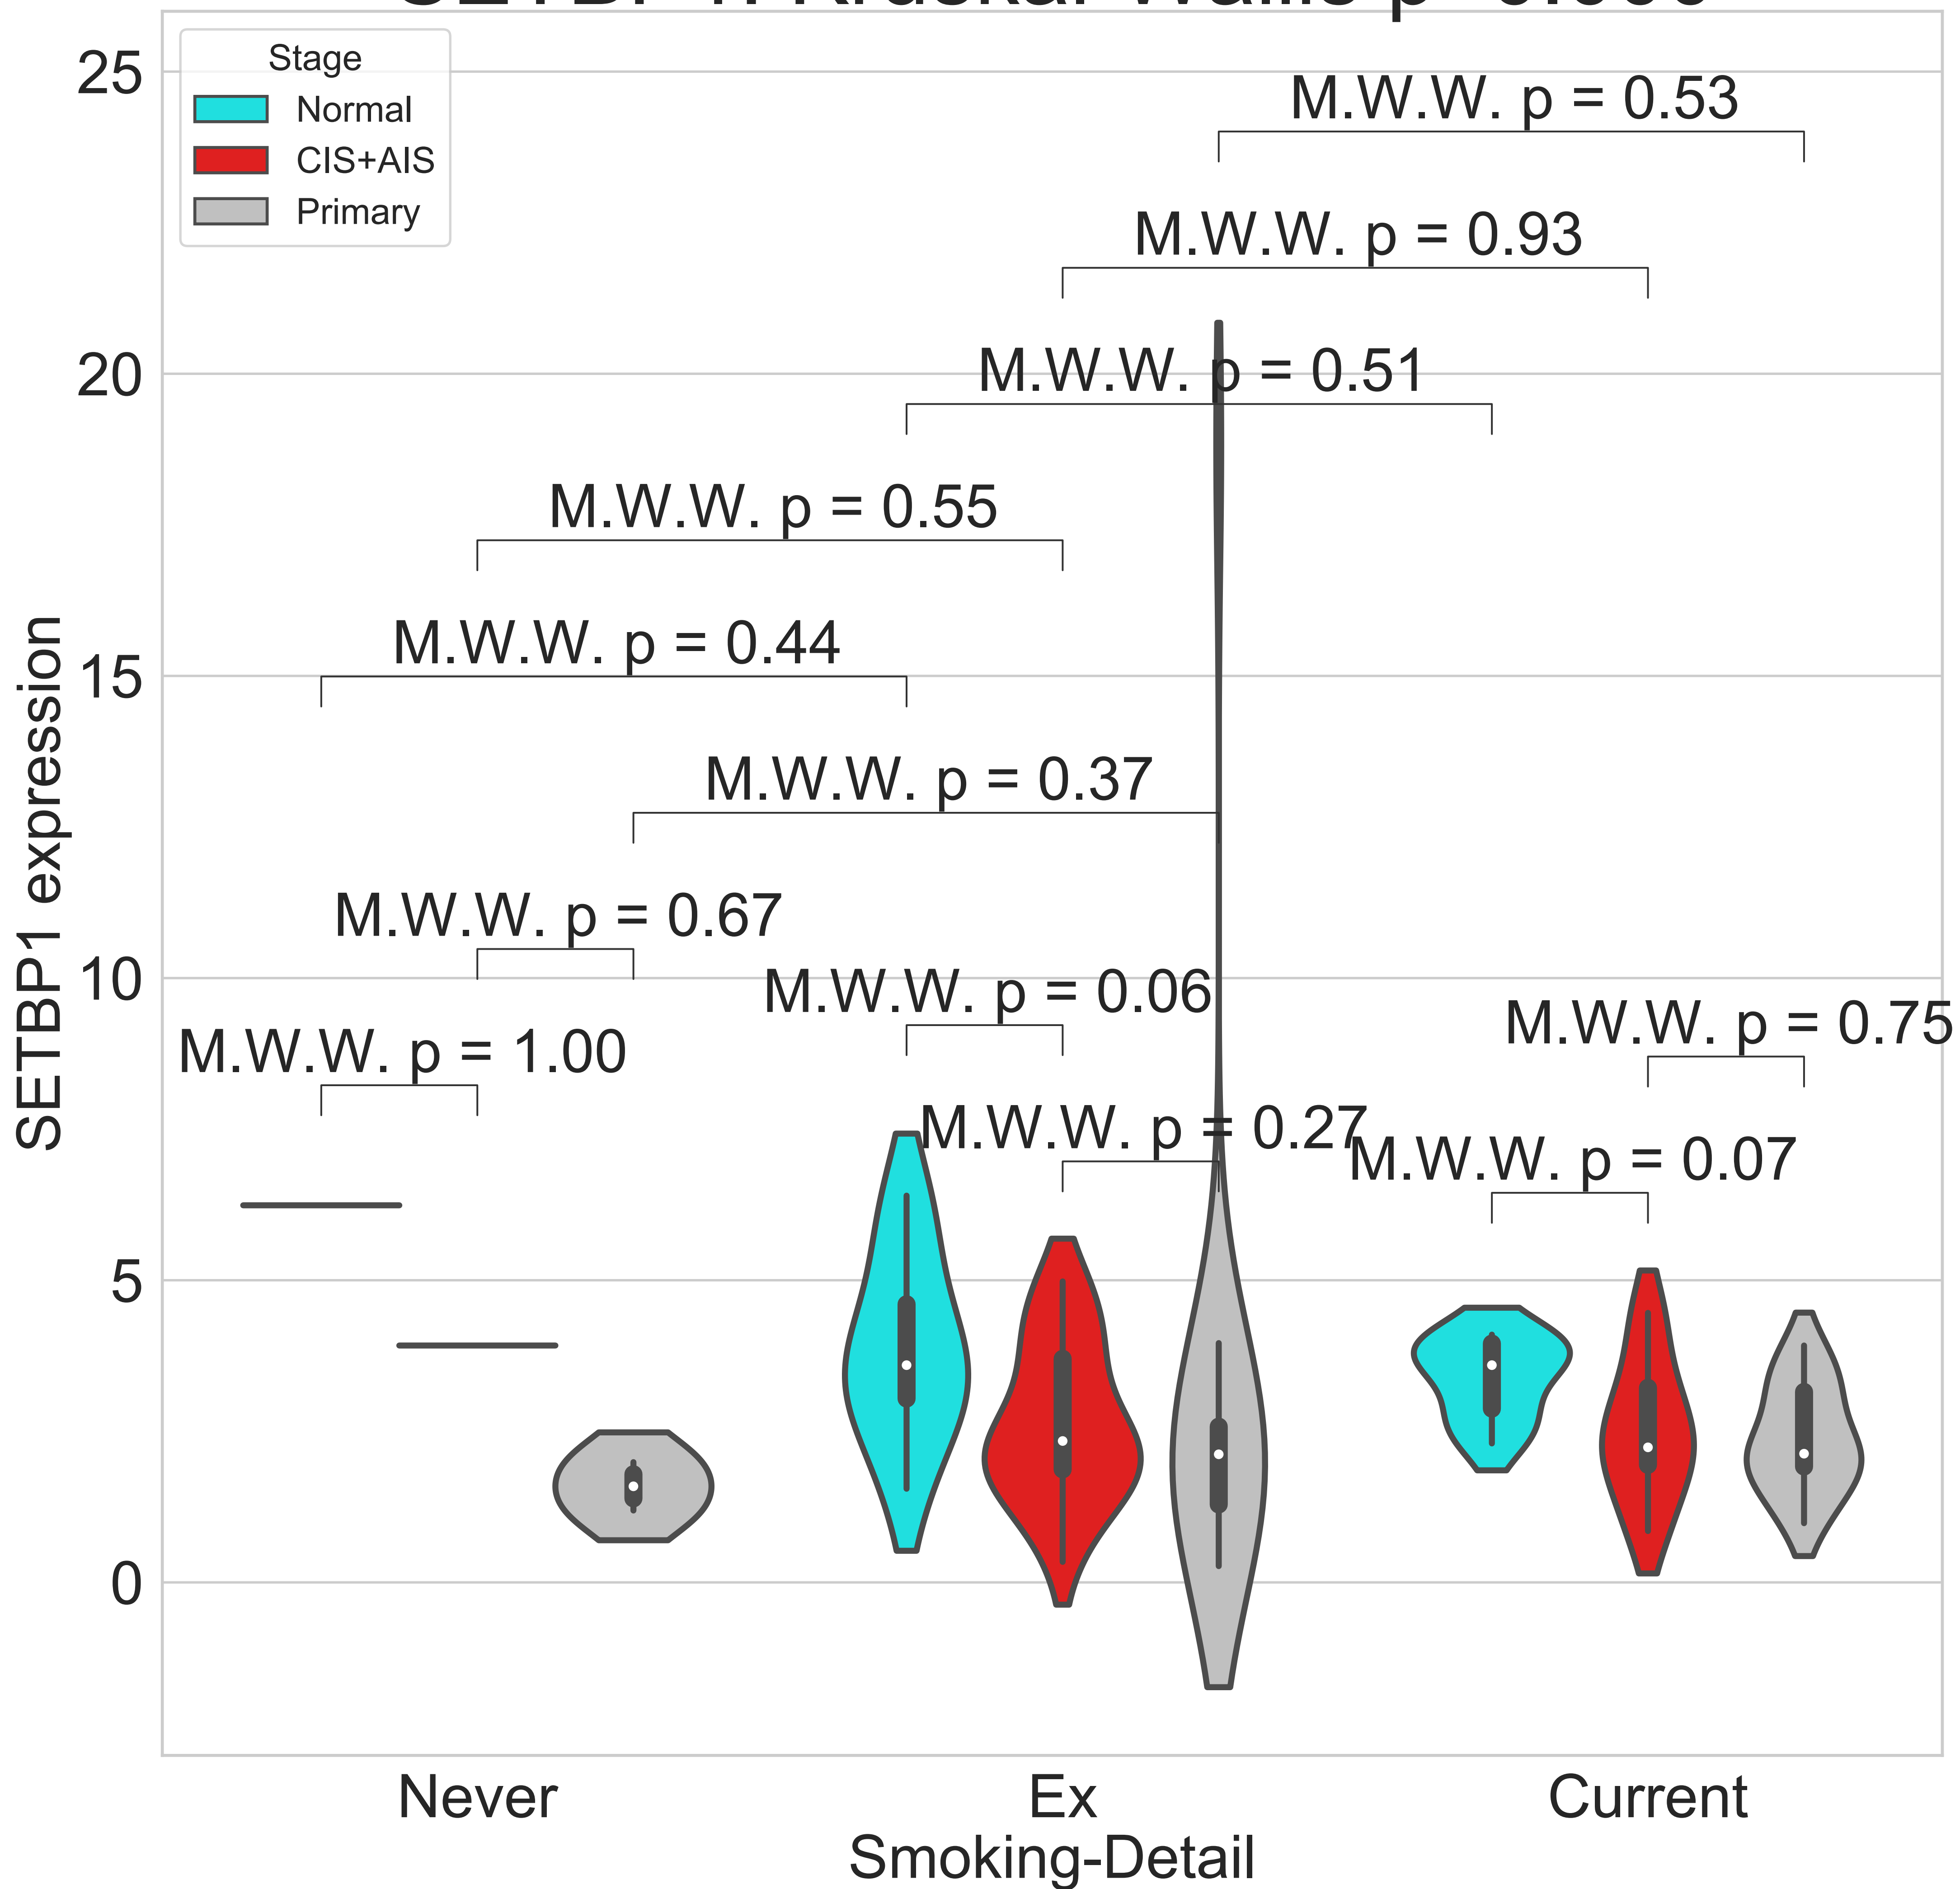 25
20
15
10
5
0
SETBP1 expression
Stage
Normal
CIS+AIS
Primary
M.W.W. p = 0.53
M.W.W. p = 0.93
M.W.W. p = 0.51
M.W.W. p = 0.55
M.W.W. p = 0.44
M.W.W. p = 0.37
M.W.W. p = 0.67
M.W.W. p = 0.06
M.W.W. p = 0.75
M.W.W. p = 1.00
M.W.W. p = 0.27
M.W.W. p = 0.07
Never
Ex
Current
Smoking-Detail